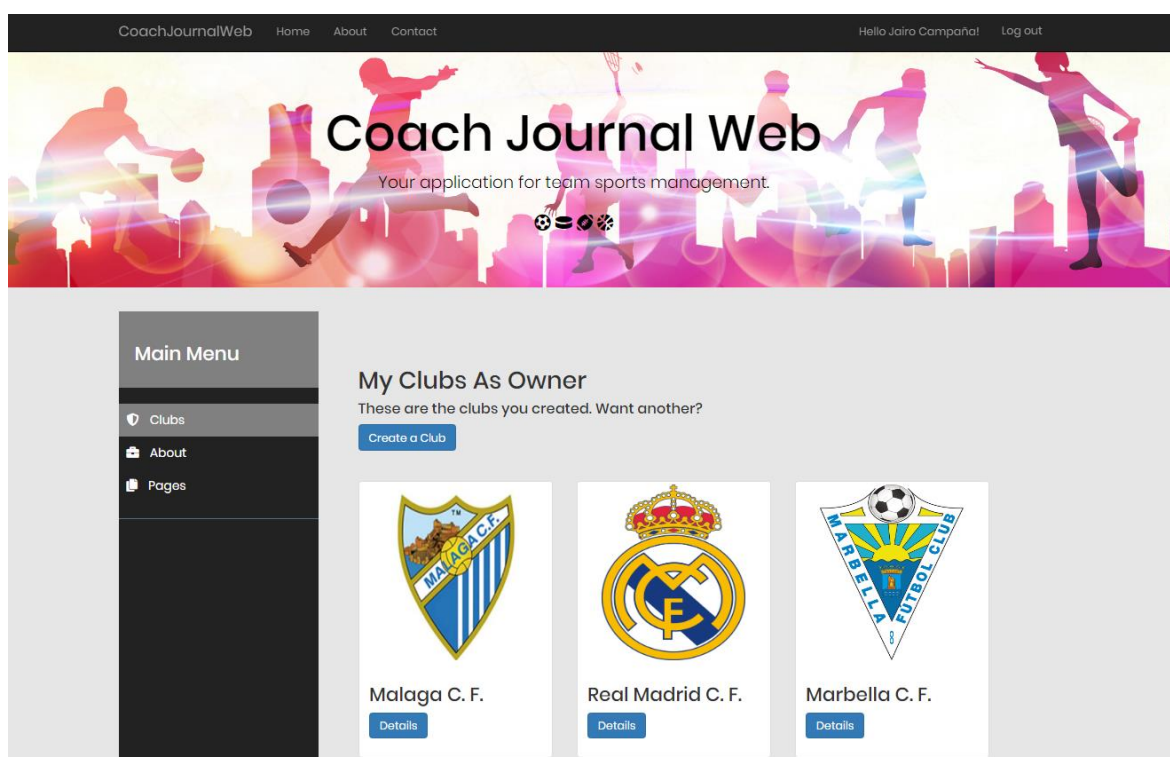 CoachJournalWeb Home About Contact Hello Jairo Campaña! Log out
Coach Journal Web
Your application for team sports management.
Main Menu
Clubs
About
Pages
My Clubs As Owner
These are the clubs you created. Want another?
Create a Club
TM
MALAGA C.F.
MARBELLA FUTBOL CLUB
8
Malaga C. F.
Real Madrid C. F.
Marbella C. F.
Details
Details
Details